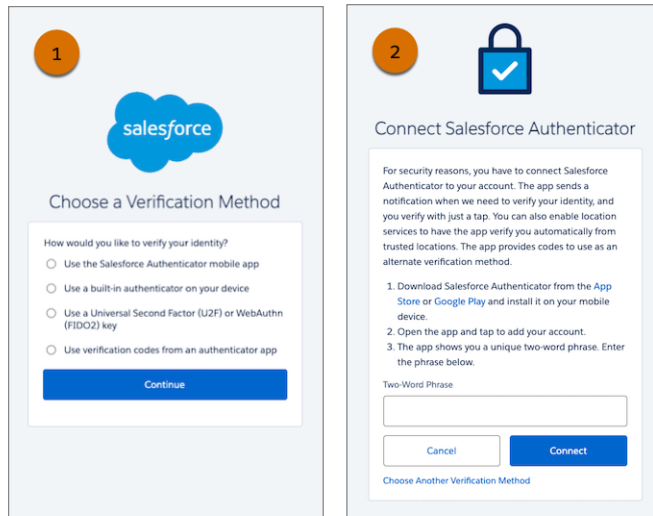 1
salesforce
Choose a Verification Method
How would you like to verify your identity?
Use the Salesforce Authenticator mobile app
Use a built-in authenticator on your device
Use a Universal Second Factor (U2F) or WebAuthn
(FIDO2) key
Use verification codes from an authenticator app
Continue
2
Connect Salesforce Authenticator
For security reasons, you have to connect Salesforce
Authenticator to your account. The app sends a
notification when we need to verify your identity, and
you verify with just a tap. You can also enable location
services to have the app verify you automatically from
trusted locations. The app provides codes to use as an
alternate verification method.
1. Download Salesforce Authenticator from the App
Store or Google Play and install it on your mobile
device.
2. Open the app and tap to add your account.
3. The app shows you a unique two-word phrase. Enter
the phrase below.
Two-Word Phrase
Cancel
Connect
Choose Another Verification Method